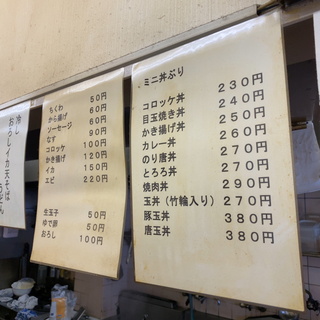 冷し
おろしイカ天そば
うどん
ちくわ 50円
から揚げ 60円
ソーセージ 60円
なす 90円
コロッケ 100円
かき揚げ 120円
イカ 150円
エビ 220円
生玉子 50円
ゆで卵 50円
おろし 100円
ミニ丼ぶり
コロッケ丼 230円
目玉焼き丼 240円
かき揚げ丼 250円
カレー丼 260円
のり唐丼 270円
とろろ丼 270円
焼肉丼 290円
玉丼（竹輪入り） 270円
豚玉丼 380円
唐玉丼 380円